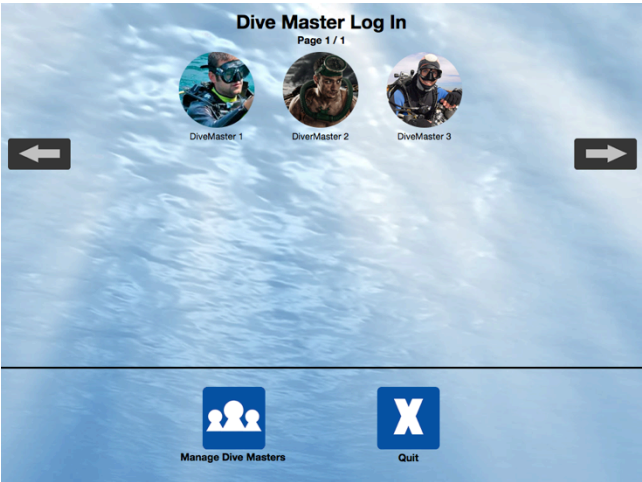 Dive Master Log In
Page 1 / 1
DiveMaster 1
DiverMaster 2
DiveMaster 3
Manage Dive Masters
X
Quit